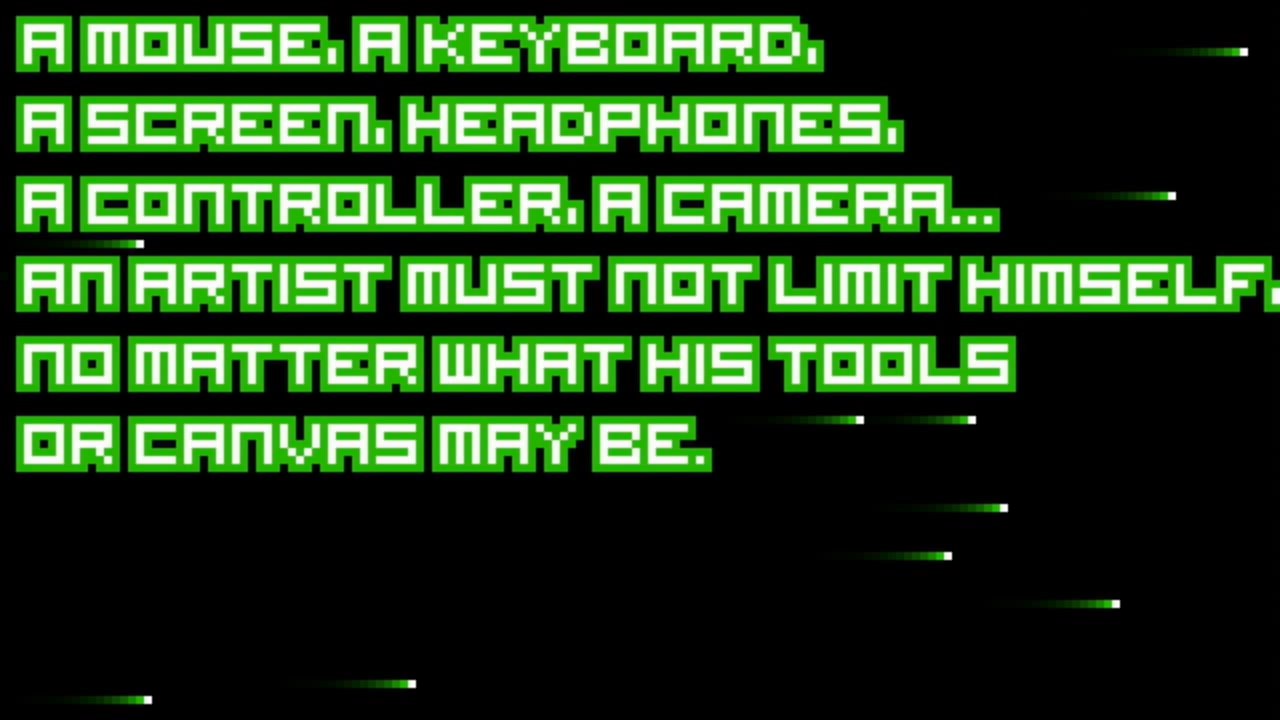 A MOUSE, A KEYBOARD,
A SCREEN, HEADPHONES,
A CONTROLLER, A CAMERA...
AN ARTIST MUST NOT LIMIT HIMSELF,
NO MATTER WHAT HIS TOOLS
OR CANVAS MAY BE.